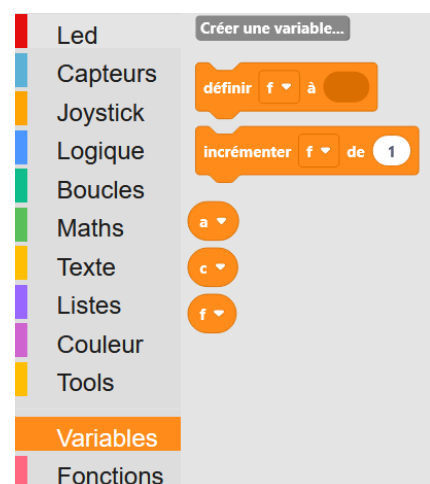 Led
Capteurs
Joystick
Logique
Boucles
Maths
Texte
Listes
Couleur
Tools
Variables
Fonctions
Créer une variable...
définir f à
incrémenter f de 1
a
c
f